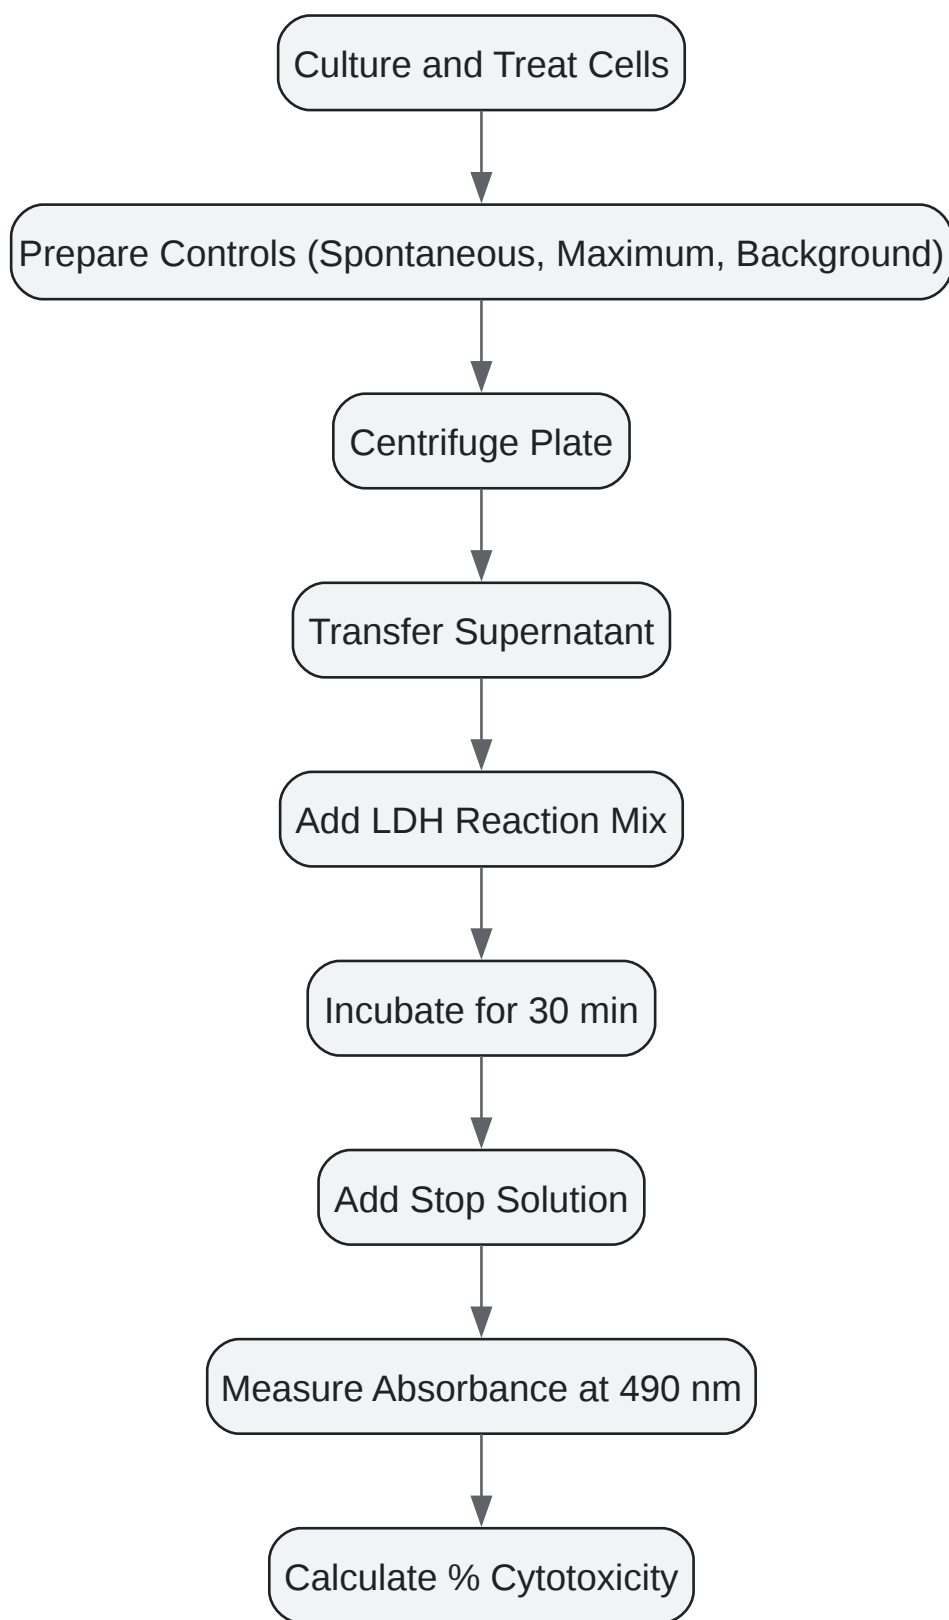 Culture and Treat Cells
Prepare Controls (Spontaneous, Maximum, Background)
Centrifuge Plate
Transfer Supernatant
Add LDH Reaction Mix
Incubate for 30 min
Add Stop Solution
Measure Absorbance at 490 nm
Calculate % Cytotoxicity